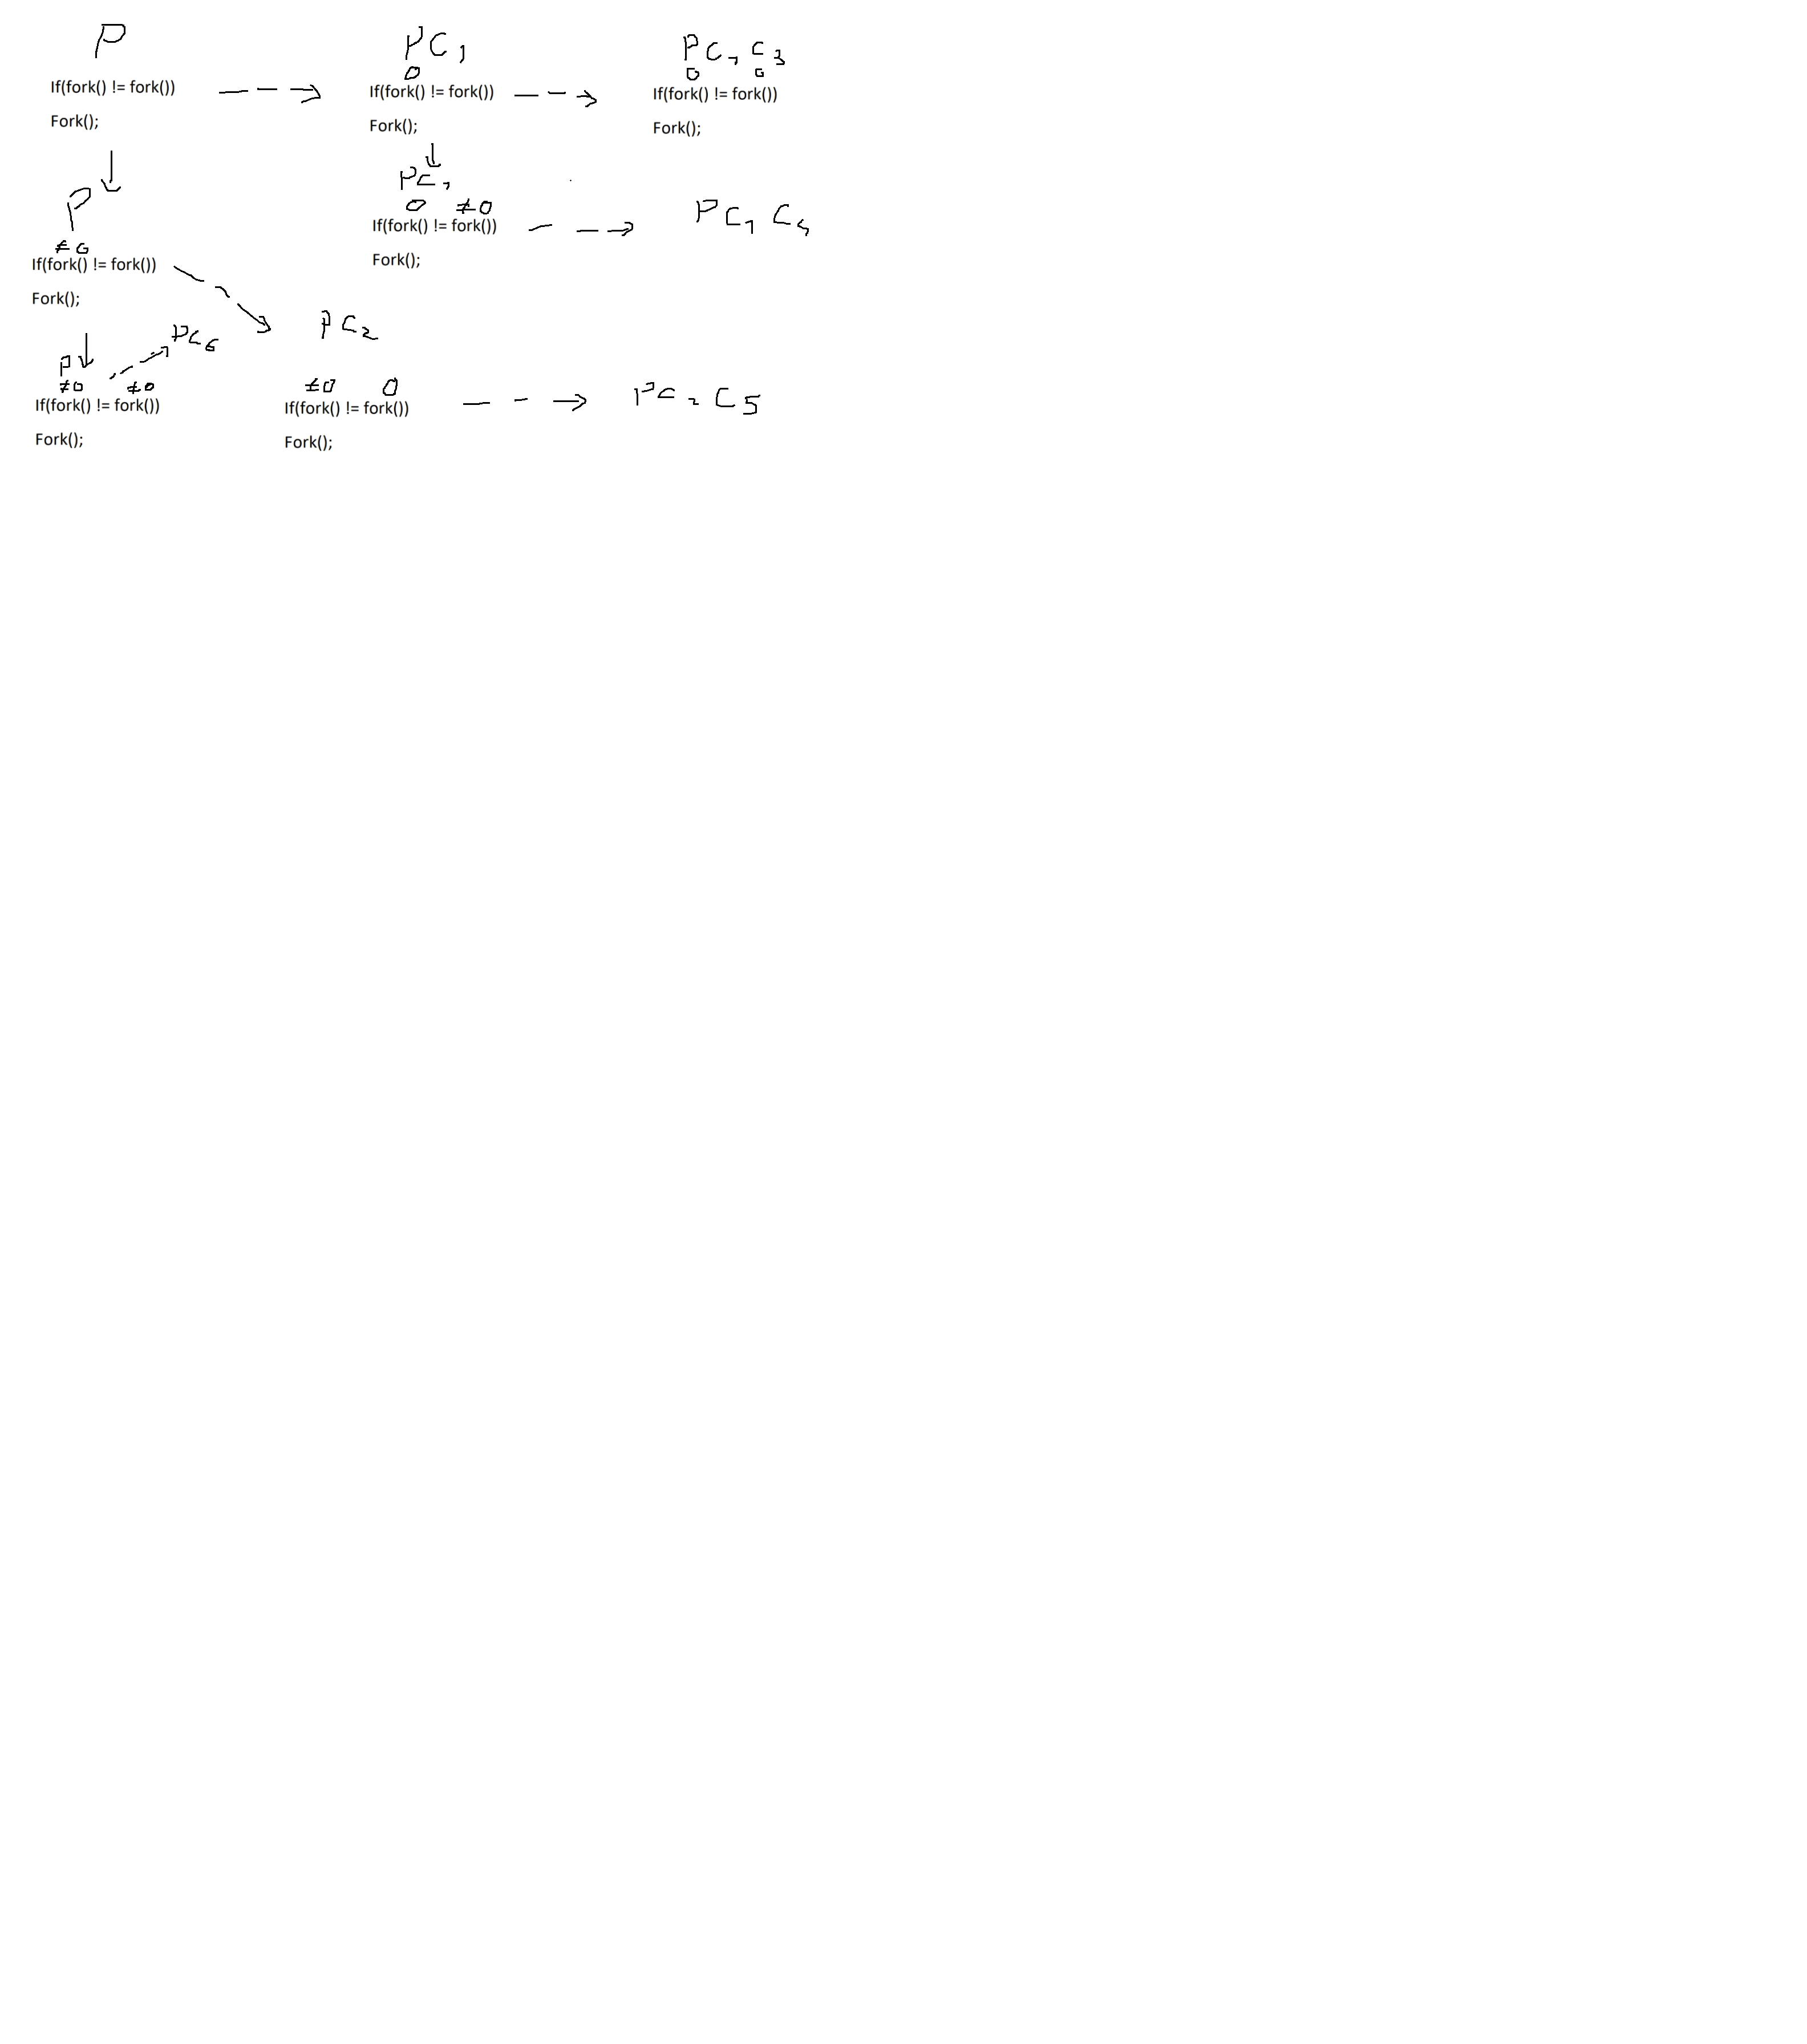 P
If(fork() != fork())
Fork();
PC1
0
If(fork() != fork())
Fork();
PC1C3
0 0
If(fork() != fork())
Fork();
P
≠0
If(fork() != fork())
Fork();
PC1
0 ≠0
If(fork() != fork())
Fork();
PC1C4
PC2
≠0 0
If(fork() != fork())
Fork();
PC2C5
P
≠0 ≠0
If(fork() != fork())
Fork();
PC6